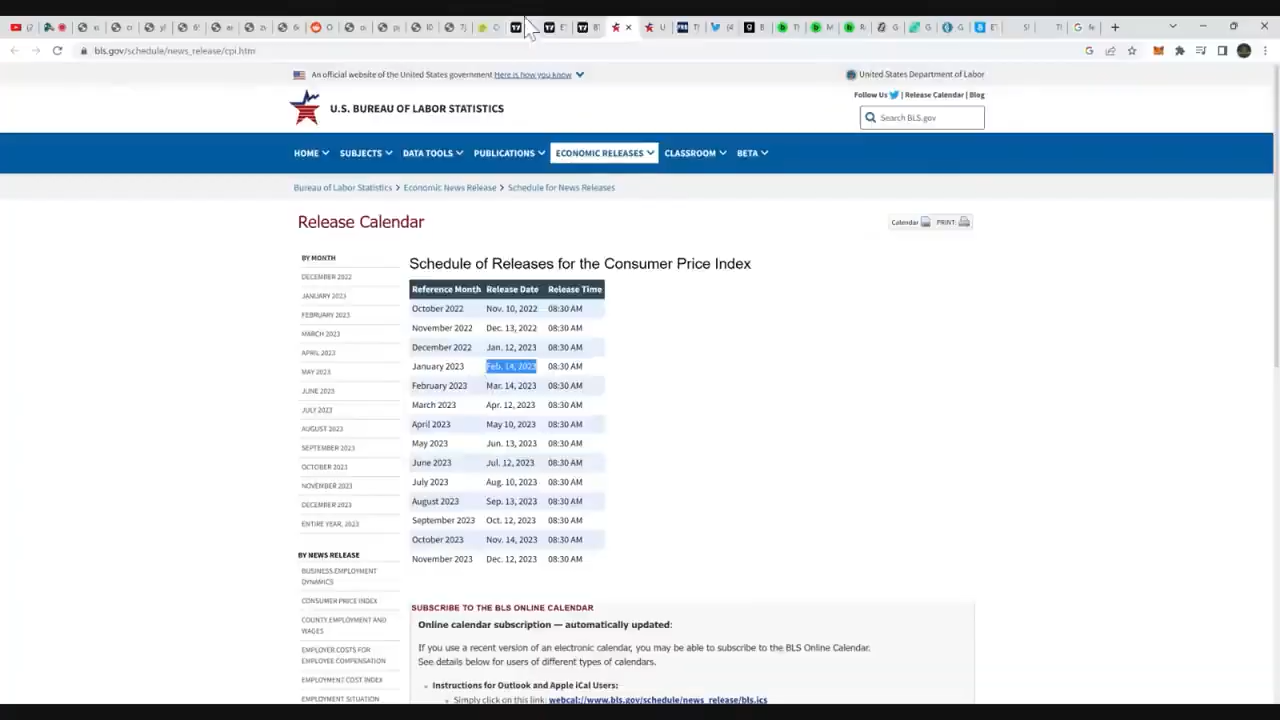 bls.gov/schedule/news_release/cpi.htm
An official website of the United States government Here is how you know
United States Department of Labor
Follow Us | Release Calendar | Blog
U.S. BUREAU OF LABOR STATISTICS
Search BLS.gov
HOME SUBJECTS DATA TOOLS PUBLICATIONS ECONOMIC RELEASES CLASSROOM BETA
Bureau of Labor Statistics > Economic News Release > Schedule for News Releases
Release Calendar
Calendar PRINT:
BY MONTH
DECEMBER 2022
JANUARY 2023
FEBRUARY 2023
MARCH 2023
APRIL 2023
MAY 2023
JUNE 2023
JULY 2023
AUGUST 2023
SEPTEMBER 2023
OCTOBER 2023
NOVEMBER 2023
DECEMBER 2023
ENTIRE YEAR, 2023
BY NEWS RELEASE
BUSINESS EMPLOYMENT
DYNAMICS
CONSUMER PRICE INDEX
COUNTY EMPLOYMENT AND
WAGES
EMPLOYER COSTS FOR
EMPLOYEE COMPENSATION
EMPLOYMENT COST INDEX
EMPLOYMENT SITUATION
Schedule of Releases for the Consumer Price Index
Reference Month Release Date Release Time
October 2022 Nov. 10, 2022 08:30 AM
November 2022 Dec. 13, 2022 08:30 AM
December 2022 Jan. 12, 2023 08:30 AM
January 2023 Feb. 14, 2023 08:30 AM
February 2023 Mar. 14, 2023 08:30 AM
March 2023 Apr. 12, 2023 08:30 AM
April 2023 May 10, 2023 08:30 AM
May 2023 Jun. 13, 2023 08:30 AM
June 2023 Jul. 12, 2023 08:30 AM
July 2023 Aug. 10, 2023 08:30 AM
August 2023 Sep. 13, 2023 08:30 AM
September 2023 Oct. 12, 2023 08:30 AM
October 2023 Nov. 14, 2023 08:30 AM
November 2023 Dec. 12, 2023 08:30 AM
SUBSCRIBE TO THE BLS ONLINE CALENDAR
Online calendar subscription — automatically updated:
If you use a recent version of an electronic calendar, you may be able to subscribe to the BLS Online Calendar.
See details below for users of different types of calendars.
Instructions for Outlook and Apple iCal Users:
Simply click on this link: webcal://www.bls.gov/schedule/news_release/bls.ics